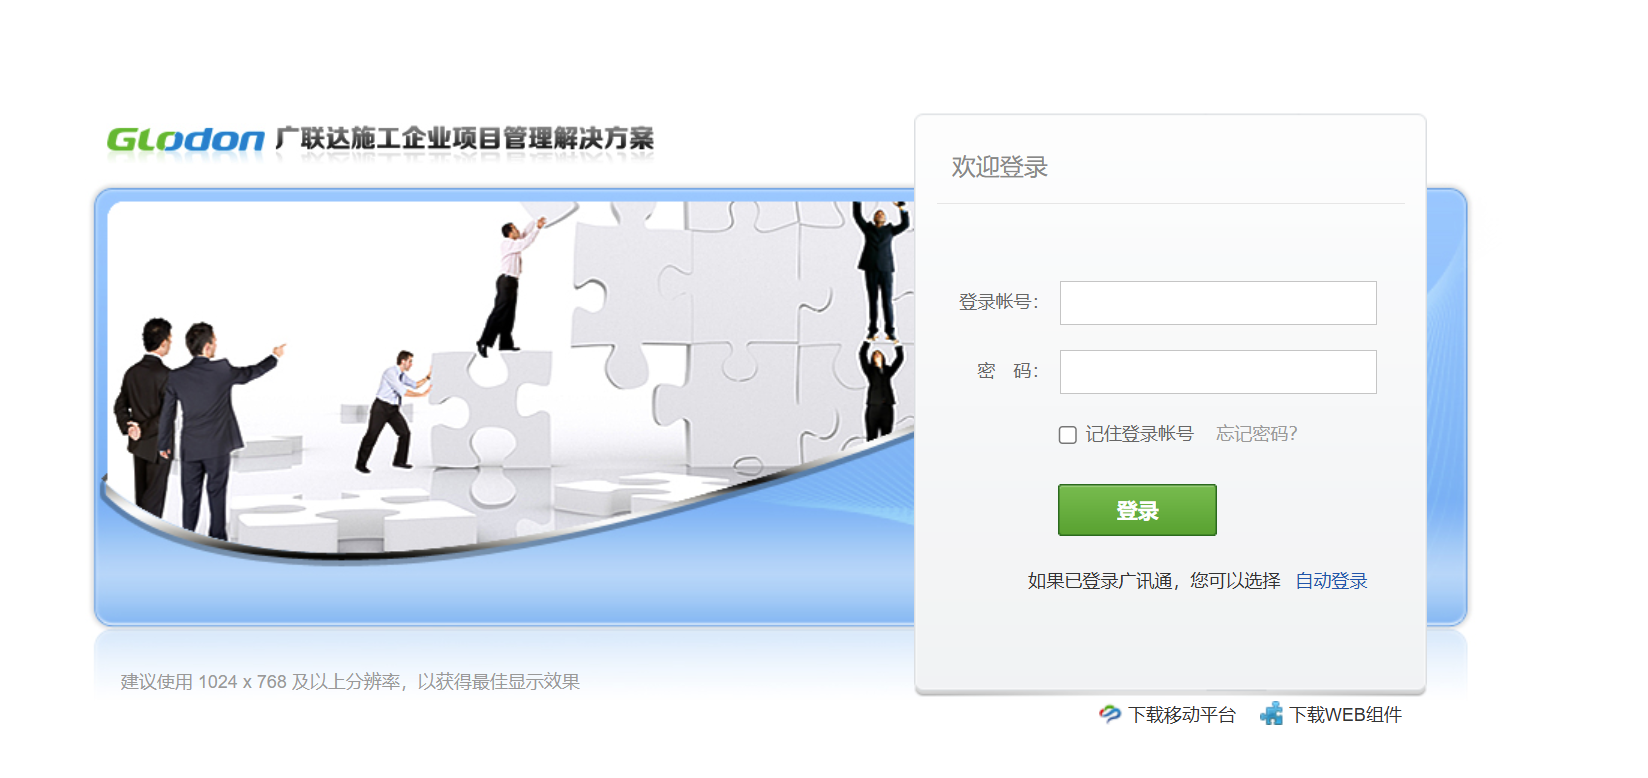 GLodon 广联达施工企业项目管理解决方案
欢迎登录
登录帐号：
密 码：
记住登录帐号 忘记密码？
登录
如果已登录广讯通，您可以选择 自动登录
建议使用 1024 x 768 及以上分辨率，以获得最佳显示效果
下载移动平台 下载WEB组件